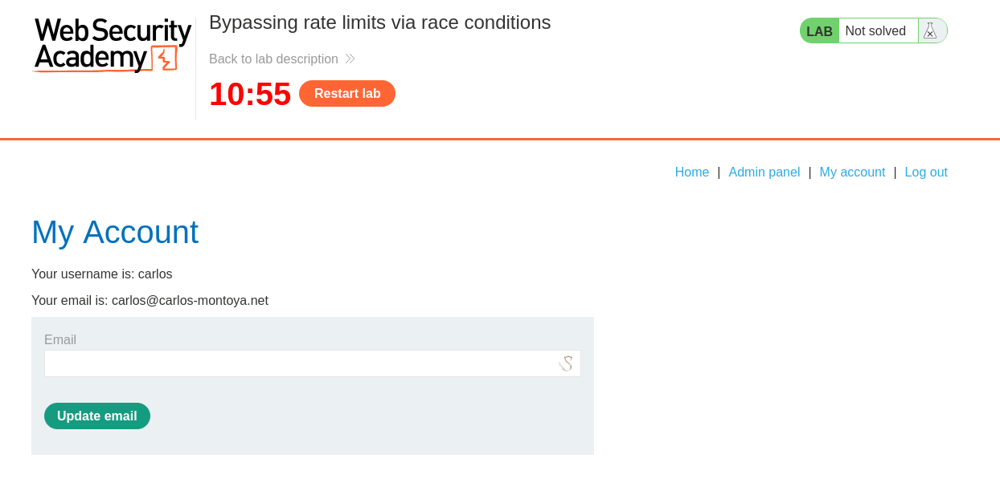 Web Security
Academy
Bypassing rate limits via race conditions
Back to lab description
10:55 Restart lab
LAB Not solved
Home | Admin panel | My account | Log out
My Account
Your username is: carlos
Your email is: carlos@carlos-montoya.net
Email
Update email